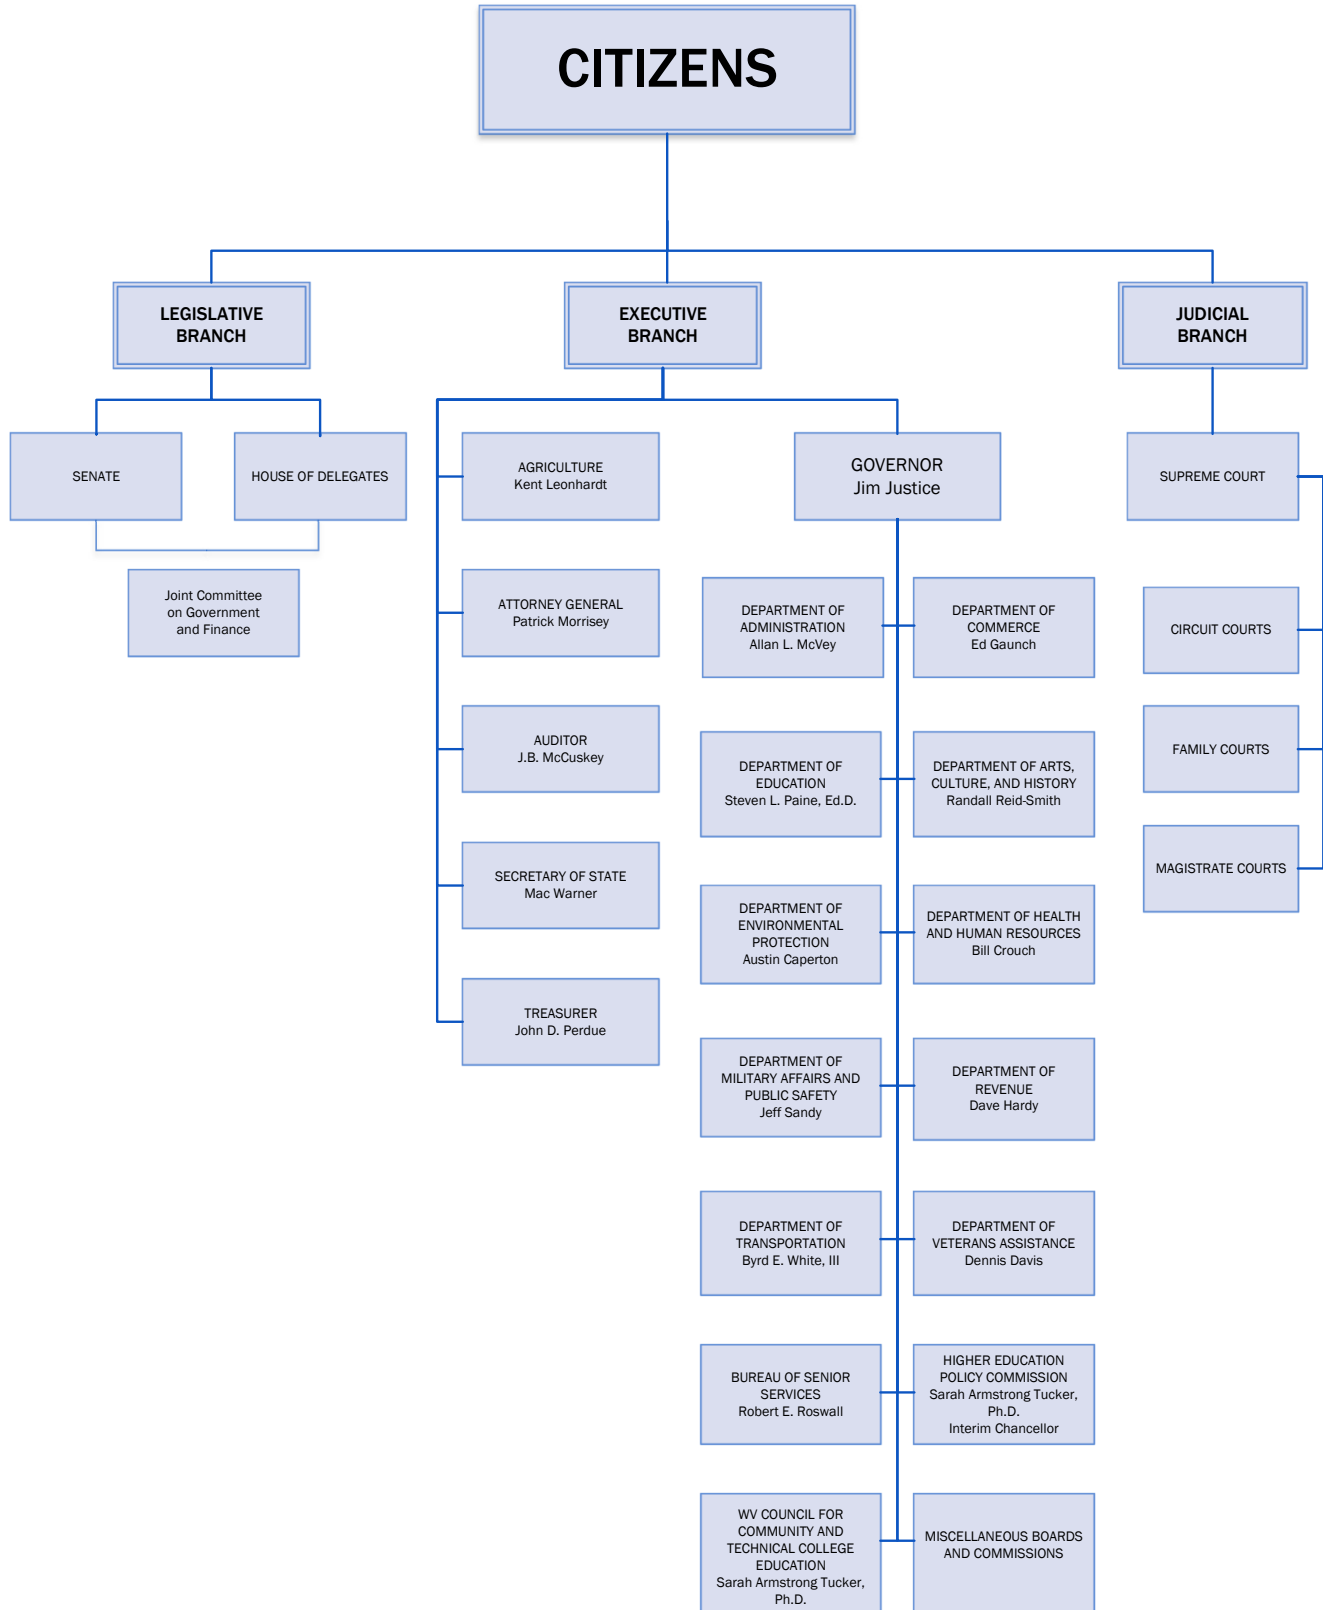 CITIZENS
LEGISLATIVE
BRANCH
EXECUTIVE
BRANCH
JUDICIAL
BRANCH
SENATE
HOUSE OF DELEGATES
Joint Committee
on Government
and Finance
AGRICULTURE
Kent Leonhardt
ATTORNEY GENERAL
Patrick Morrisey
AUDITOR
J.B. McCuskey
SECRETARY OF STATE
Mac Warner
TREASURER
John D. Perdue
GOVERNOR
Jim Justice
DEPARTMENT OF
ADMINISTRATION
Allan L. McVey
DEPARTMENT OF
COMMERCE
Ed Gaunch
DEPARTMENT OF
EDUCATION
Steven L. Paine, Ed.D.
DEPARTMENT OF ARTS,
CULTURE, AND HISTORY
Randall Reid-Smith
DEPARTMENT OF
ENVIRONMENTAL
PROTECTION
Austin Caperton
DEPARTMENT OF HEALTH
AND HUMAN RESOURCES
Bill Crouch
DEPARTMENT OF
MILITARY AFFAIRS AND
PUBLIC SAFETY
Jeff Sandy
DEPARTMENT OF
REVENUE
Dave Hardy
DEPARTMENT OF
TRANSPORTATION
Byrd E. White, III
DEPARTMENT OF
VETERANS ASSISTANCE
Dennis Davis
BUREAU OF SENIOR
SERVICES
Robert E. Roswall
HIGHER EDUCATION
POLICY COMMISSION
Sarah Armstrong Tucker,
Ph.D.
Interim Chancellor
WV COUNCIL FOR
COMMUNITY AND
TECHNICAL COLLEGE
EDUCATION
Sarah Armstrong Tucker,
Ph.D.
MISCELLANEOUS BOARDS
AND COMMISSIONS
SUPREME COURT
CIRCUIT COURTS
FAMILY COURTS
MAGISTRATE COURTS